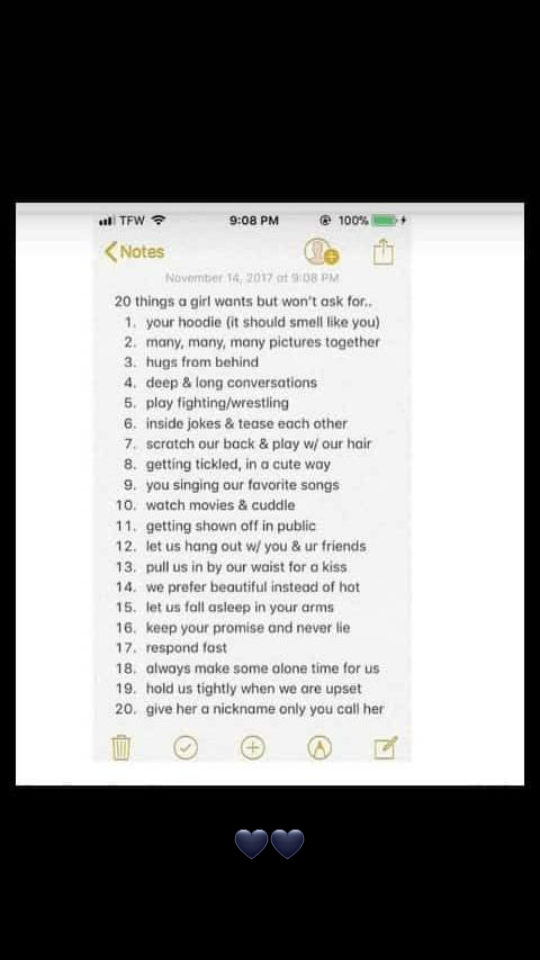 TFW 9:08 PM 100%
Notes
November 14, 2017 at 9:08 PM
20 things a girl wants but won't ask for..
1. your hoodie (it should smell like you)
2. many, many, many pictures together
3. hugs from behind
4. deep & long conversations
5. play fighting/wrestling
6. inside jokes & tease each other
7. scratch our back & play w/ our hair
8. getting tickled, in a cute way
9. you singing our favorite songs
10. watch movies & cuddle
11. getting shown off in public
12. let us hang out w/ you & ur friends
13. pull us in by our waist for a kiss
14. we prefer beautiful instead of hot
15. let us fall asleep in your arms
16. keep your promise and never lie
17. respond fast
18. always make some alone time for us
19. hold us tightly when we are upset
20. give her a nickname only you call her